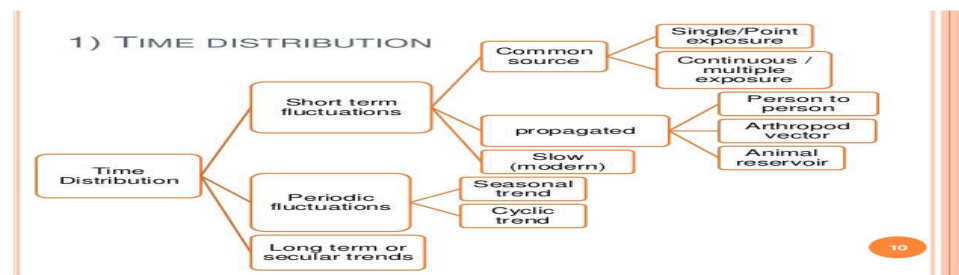 1) TIME DISTRIBUTION
Single/Point
exposure
Common
source
Continuous /
multiple
exposure
Short term
fluctuations
Person to
person
propagated
Arthropod
vector
Slow
(modern)
Animal
reservoir
Time
Distribution
Seasonal
trend
Periodic
fluctuations
Cyclic
trend
Long term or
secular trends
10